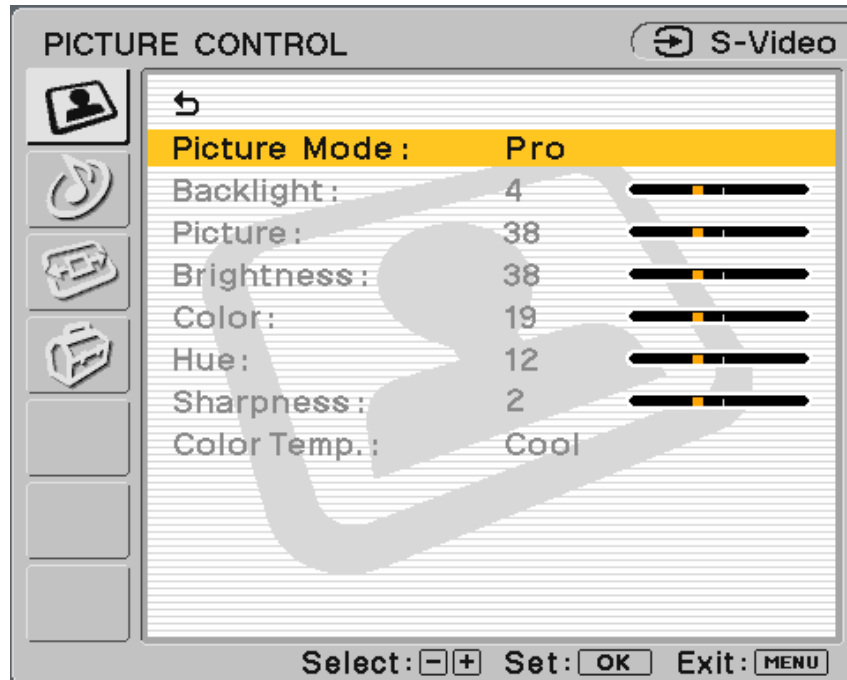 PICTURE CONTROL S-Video
Picture Mode: Pro
Backlight: 4
Picture: 38
Brightness: 38
Color: 19
Hue: 12
Sharpness: 2
Color Temp.: Cool
Select: - + Set: OK Exit: MENU